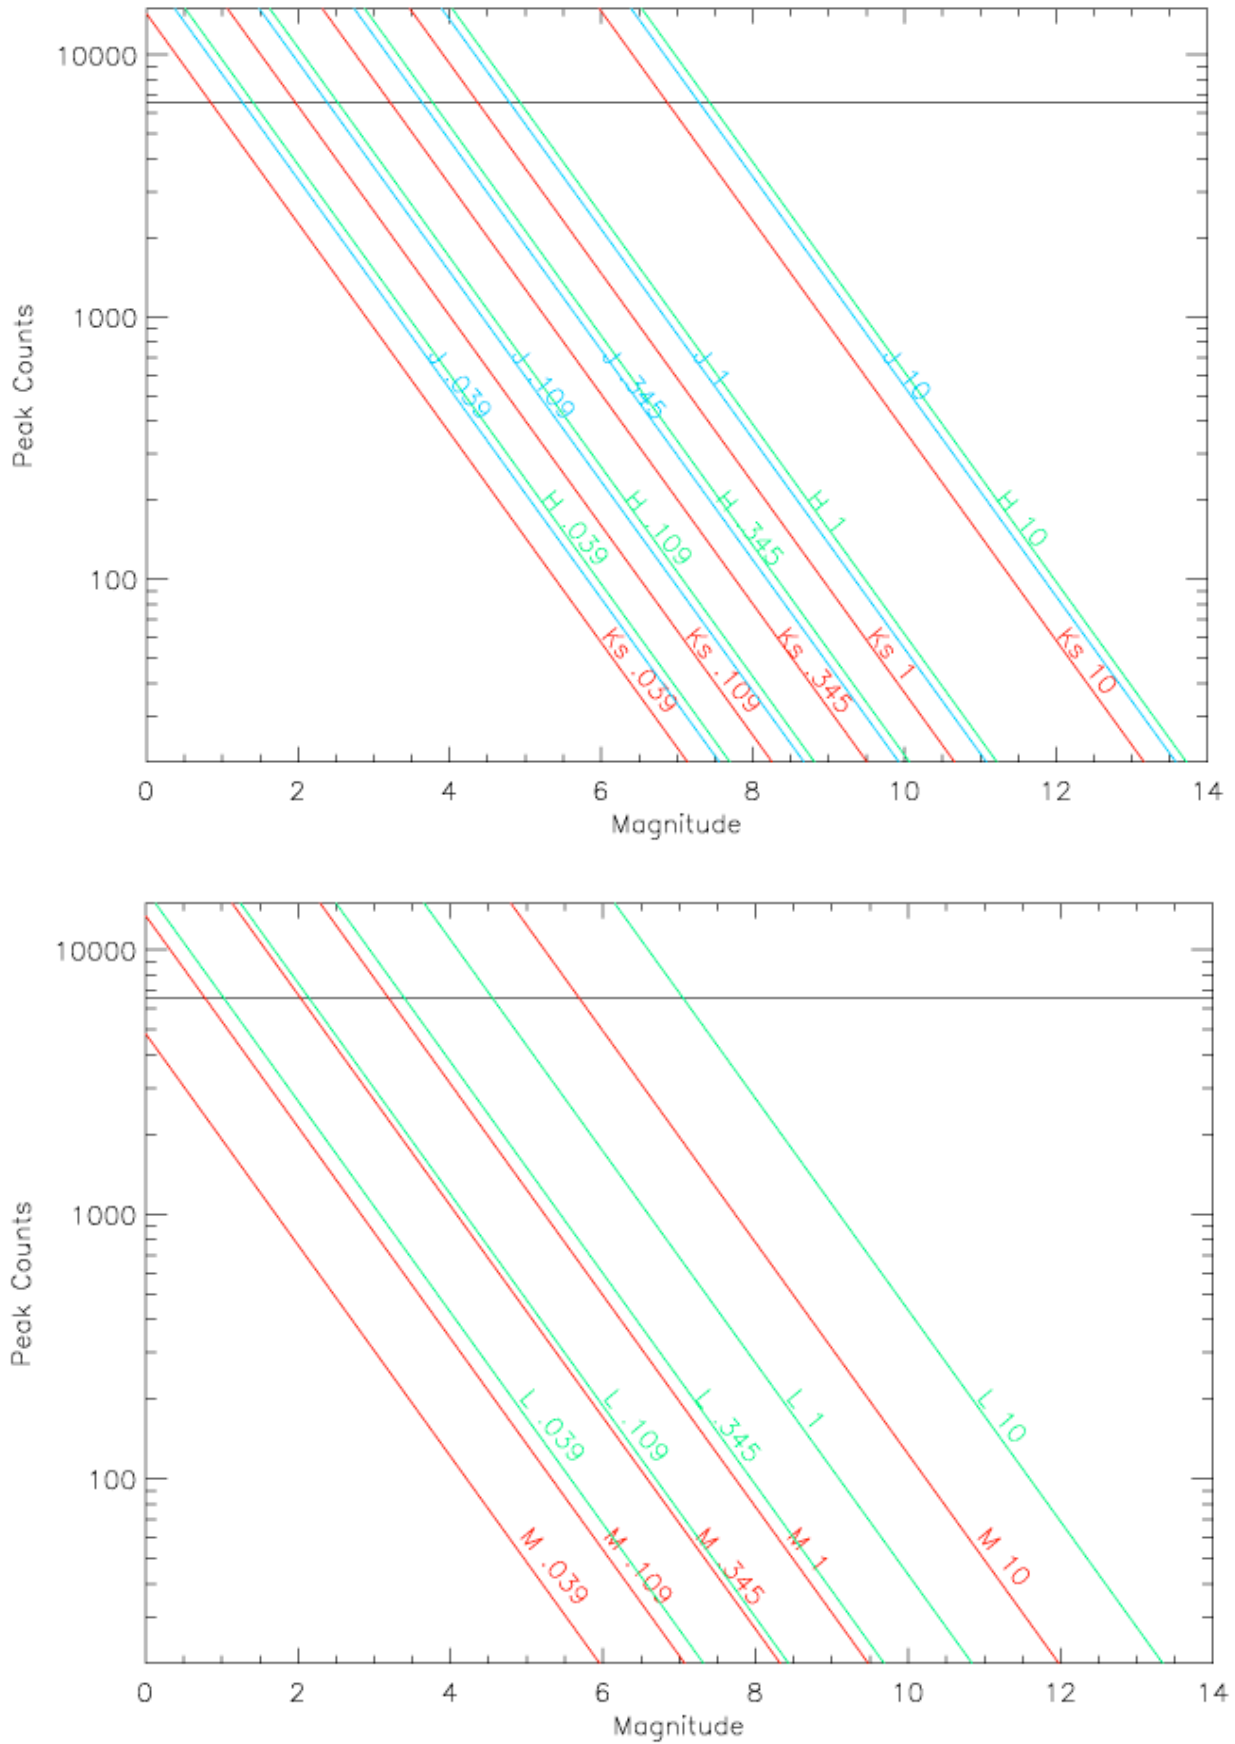 10000
1000
100
Peak Counts
J .039
J .109
J .345
J 1
J 10
H .039
H .109
H .345
H 1
H 10
Ks .039
Ks .109
Ks .345
Ks 1
Ks 10
0 2 4 6 8 10 12 14
Magnitude
10000
1000
100
Peak Counts
L .039
L .109
L .345
L 1
L 10
M .039
M .109
M .345
M 1
M 10
0 2 4 6 8 10 12 14
Magnitude